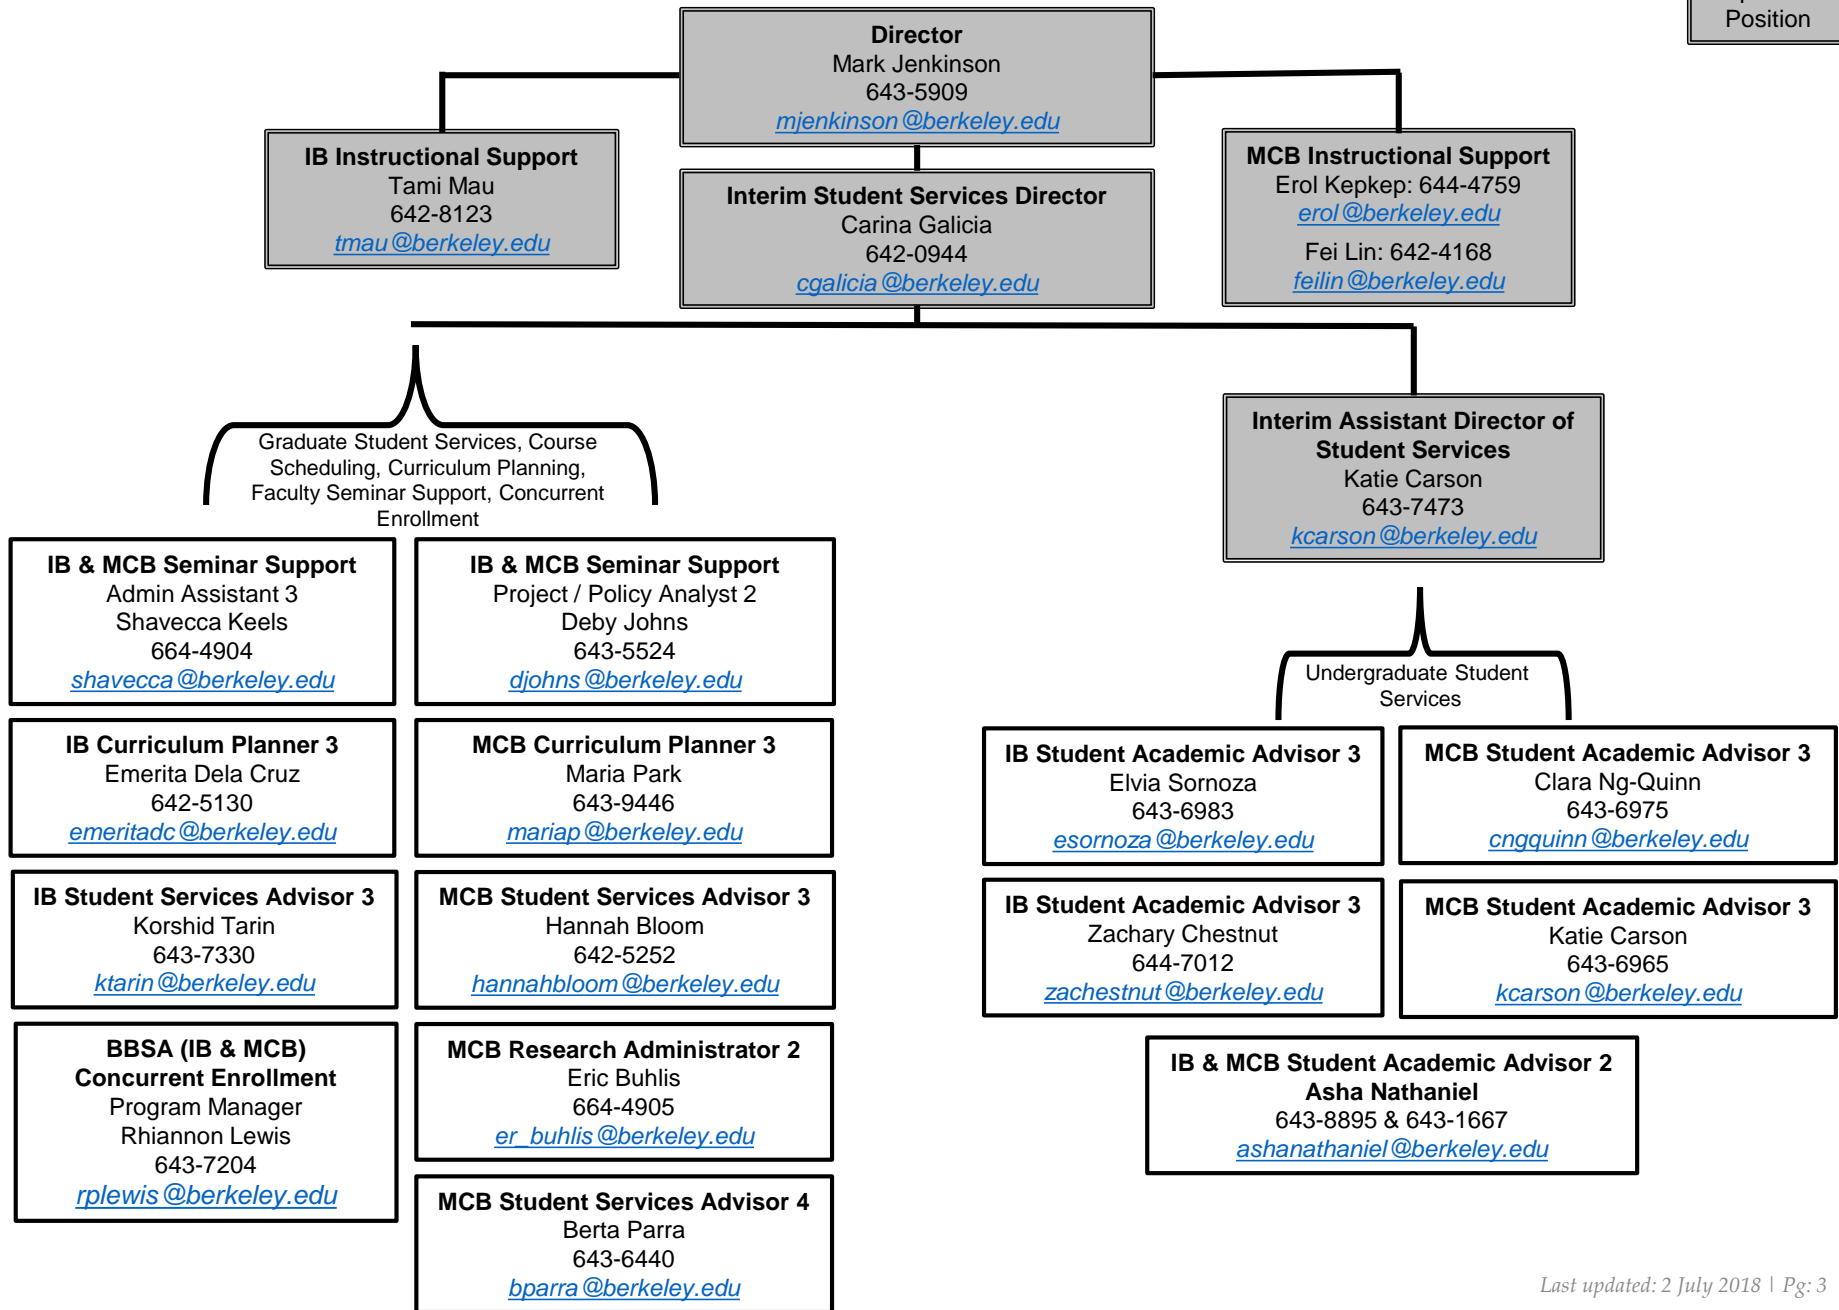 Position
Director
Mark Jenkinson
643-5909
mjenkinson@berkeley.edu
IB Instructional Support
Tami Mau
642-8123
tmau@berkeley.edu
Interim Student Services Director
Carina Galicia
642-0944
cgalicia@berkeley.edu
MCB Instructional Support
Erol Kepkep: 644-4759
erol@berkeley.edu
Fei Lin: 642-4168
feilin@berkeley.edu
Graduate Student Services, Course
Scheduling, Curriculum Planning,
Faculty Seminar Support, Concurrent
Enrollment
Interim Assistant Director of
Student Services
Katie Carson
643-7473
kcarson@berkeley.edu
IB & MCB Seminar Support
Admin Assistant 3
Shavecca Keels
664-4904
shavecca@berkeley.edu
IB & MCB Seminar Support
Project / Policy Analyst 2
Deby Johns
643-5524
djohns@berkeley.edu
IB Curriculum Planner 3
Emerita Dela Cruz
642-5130
emeritadc@berkeley.edu
MCB Curriculum Planner 3
Maria Park
643-9446
mariap@berkeley.edu
IB Student Services Advisor 3
Korshid Tarin
643-7330
ktarin@berkeley.edu
MCB Student Services Advisor 3
Hannah Bloom
642-5252
hannahbloom@berkeley.edu
BBSA (IB & MCB)
Concurrent Enrollment
Program Manager
Rhiannon Lewis
643-7204
rplewis@berkeley.edu
MCB Research Administrator 2
Eric Buhlis
664-4905
er_buhlis@berkeley.edu
MCB Student Services Advisor 4
Berta Parra
643-6440
bparra@berkeley.edu
Undergraduate Student
Services
IB Student Academic Advisor 3
Elvia Sornoza
643-6983
esornoza@berkeley.edu
MCB Student Academic Advisor 3
Clara Ng-Quinn
643-6975
cngquinn@berkeley.edu
IB Student Academic Advisor 3
Zachary Chestnut
644-7012
zachestnut@berkeley.edu
MCB Student Academic Advisor 3
Katie Carson
643-6965
kcarson@berkeley.edu
IB & MCB Student Academic Advisor 2
Asha Nathaniel
643-8895 & 643-1667
ashanathaniel@berkeley.edu
Last updated: 2 July 2018 | Pg: 3